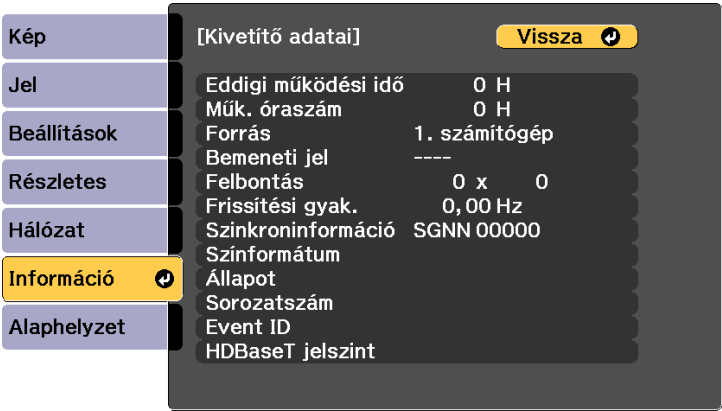 Kép
Jel
Beállítások
Részletes
Hálózat
Információ
Alaphelyzet
[Kivetítő adatai] Vissza
Eddigi működési idő 0 H
Műk. óraszám 0 H
Forrás 1. számítógép
Bemeneti jel ----
Felbontás 0 x 0
Frissítési gyak. 0,00 Hz
Szinkroninformáció SGNN 00000
Színformátum
Állapot
Sorozatszám
Event ID
HDBaseT jelszint